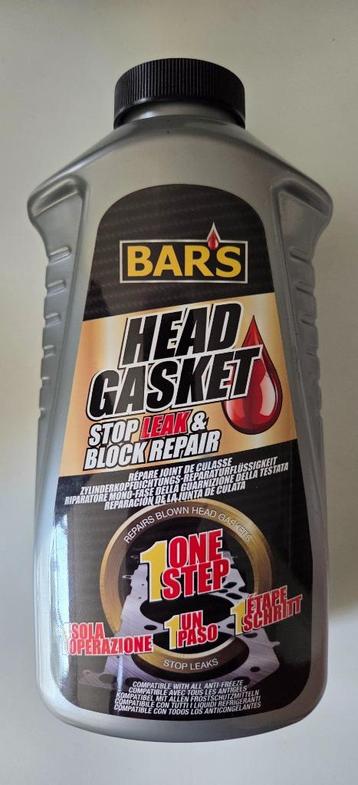 BAR'S
HEAD
GASKET
STOP LEAK &
BLOCK REPAIR
RÉPARE JOINT DE CULASSE
ZYLINDERKOPFDICHTUNGS-REPARATURFLÜSSIGKEIT
RIPARATORE MONO-FASE DELLA GUARNIZIONE DELLA TESTATA
REPARACIÓN DE LA JUNTA DE CULATA
REPAIRS BLOWN HEAD GASKETS
1 ONE
STEP
1 SOLA
OPERAZIONE
1 UN
PASO
1 ETAPE
SCHRITT
STOP LEAKS
COMPATIBLE WITH ALL ANTI-FREEZE
COMPATIBLE AVEC TOUS LES ANTIGELS
KOMPATIBEL MIT ALLEN FROSTSCHUTZMITTELN
COMPATIBILE CON TUTTI I LIQUIDI REFRIGERANTI
COMPATIBLE CON TODOS LOS ANTICONGELANTES